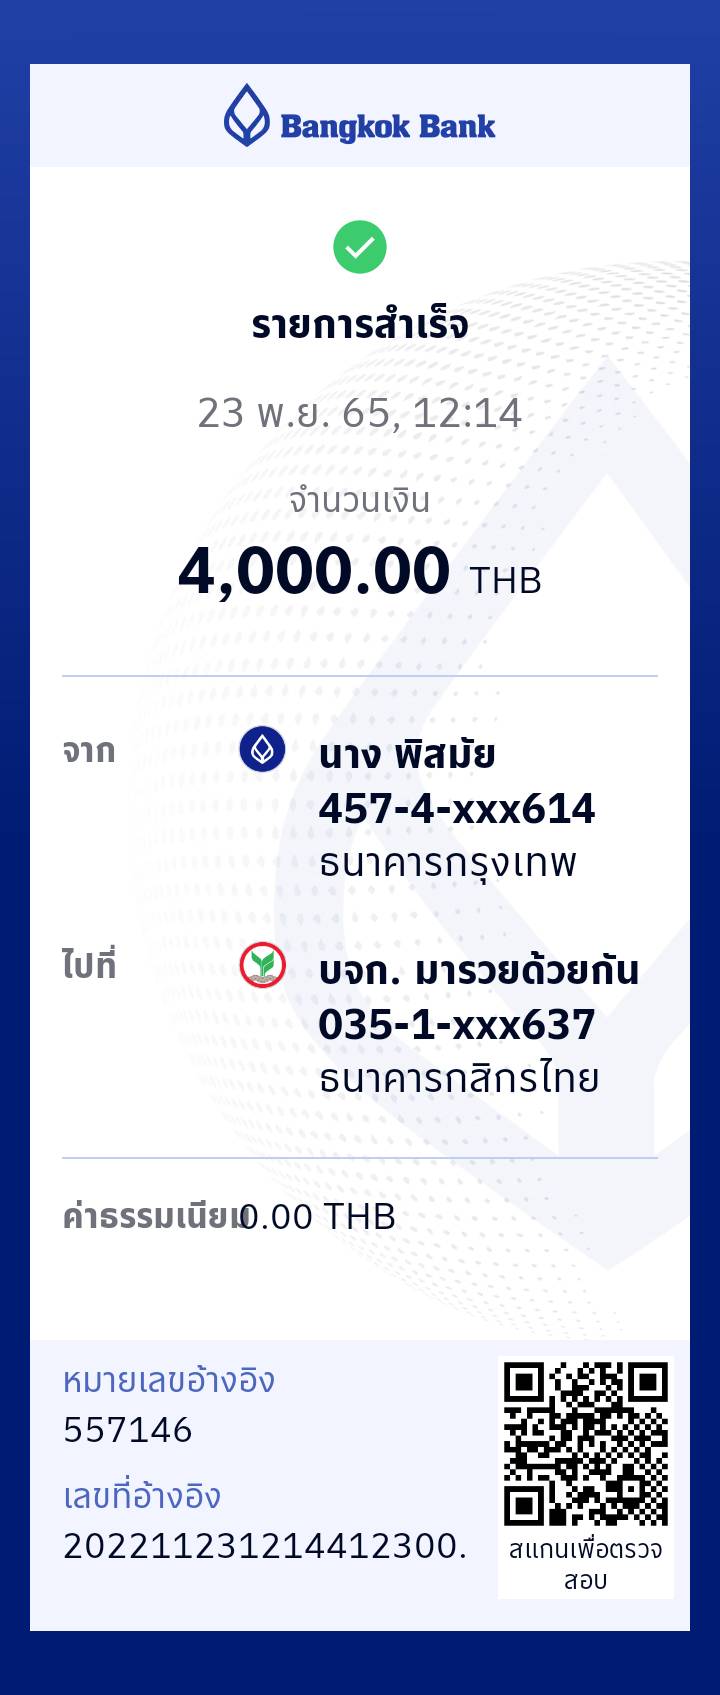 Bangkok Bank
รายการสำเร็จ
23 พ.ย. 65, 12:14
จำนวนเงิน
4,000.00 THB
จาก
นาง พิสมัย
457-4-xxx614
ธนาคารกรุงเทพ
ไปที่
บจก. มารวยด้วยกัน
035-1-xxx637
ธนาคารกสิกรไทย
ค่าธรรมเนียม 0.00 THB
หมายเลขอ้างอิง
557146
เลขที่อ้างอิง
202211231214412300.
สแกนเพื่อตรวจ
สอบ